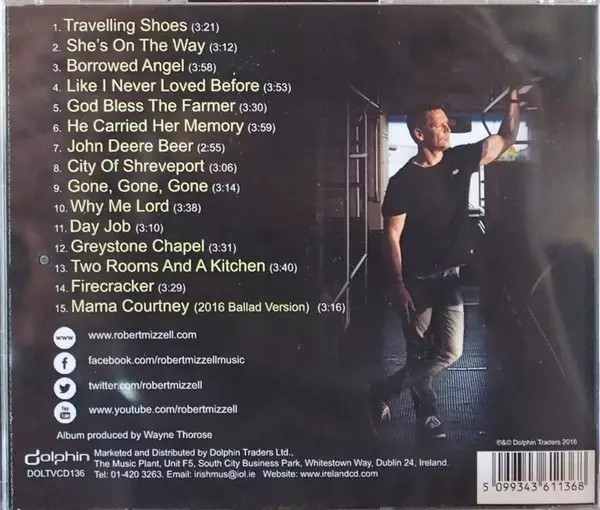 1. Travelling Shoes (3:21)
2. She's On The Way (3:12)
3. Borrowed Angel (3:58)
4. Like I Never Loved Before (3:53)
5. God Bless The Farmer (3:30)
6. He Carried Her Memory (3:59)
7. John Deere Beer (2:55)
8. City Of Shreveport (3:06)
9. Gone, Gone, Gone (3:14)
10. Why Me Lord (3:38)
11. Day Job (3:10)
12. Greystone Chapel (3:31)
13. Two Rooms And A Kitchen (3:40)
14. Firecracker (3:29)
15. Mama Courtney (2016 Ballad Version) (3:16)
www www.robertmizzell.com
f facebook.com/robertmizzellmusic
twitter.com/robertmizzell
You Tube www.youtube.com/robertmizzell
Album produced by Wayne Thorose
℗&© Dolphin Traders 2016
dolphin
DOLTVCD136
Marketed and Distributed by Dolphin Traders Ltd.,
The Music Plant, Unit F5, South City Business Park, Whitestown Way, Dublin 24, Ireland.
Tel: 01-420 3263. Email: irishmus@iol.ie Website: www.irelandcd.com
5 099343 611368